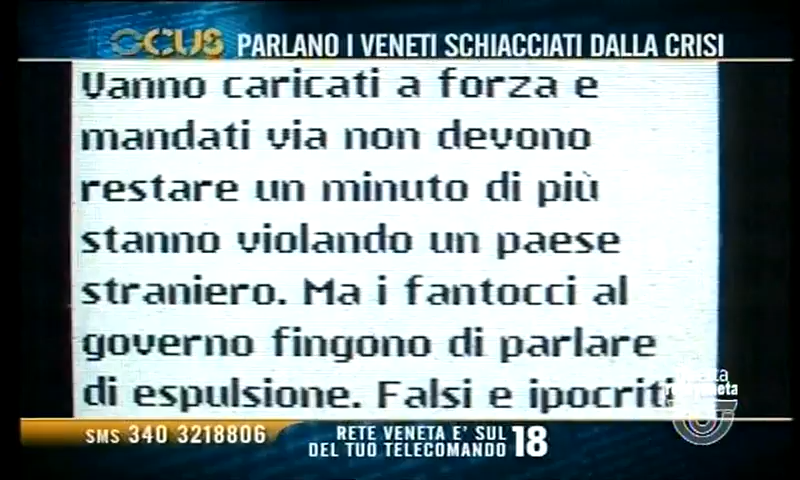 FOCUS PARLANO I VENETI SCHIACCIATI DALLA CRISI
Vanno caricati a forza e
mandati via non devono
restare un minuto di più
stanno violando un paese
straniero. Ma i fantocci al
governo fingono di parlare
di espulsione. Falsi e ipocriti
SMS 340 3218806
RETE VENETA E' SUL
DEL TUO TELECOMANDO 18